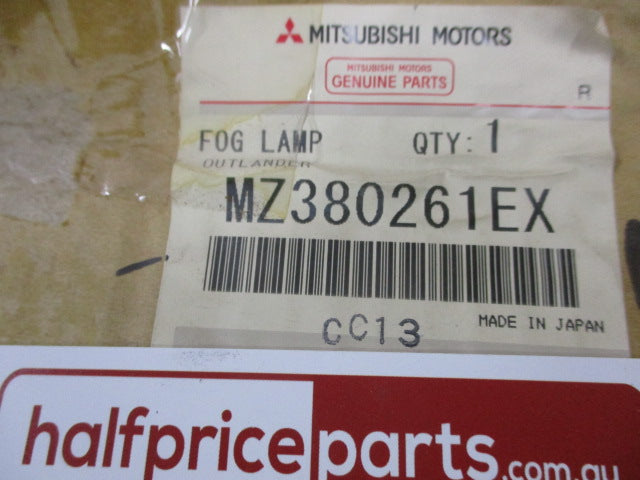 MITSUBISHI MOTORS
MITSUBISHI MOTORS
GENUINE PARTS
R
FOG LAMP QTY: 1
OUTLANDER
MZ380261EX
CC13 MADE IN JAPAN
halfpriceparts.com.au